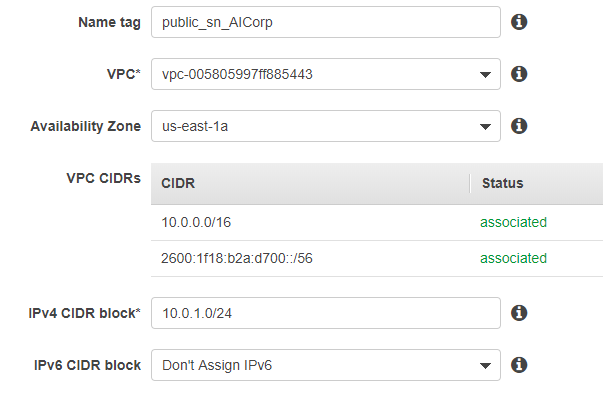 Name tag public_sn_AICorp
VPC* vpc-005805997ff885443
Availability Zone us-east-1a
VPC CIDRs CIDR Status
10.0.0.0/16 associated
2600:1f18:b2a:d700::/56 associated
IPv4 CIDR block* 10.0.1.0/24
IPv6 CIDR block Don't Assign IPv6